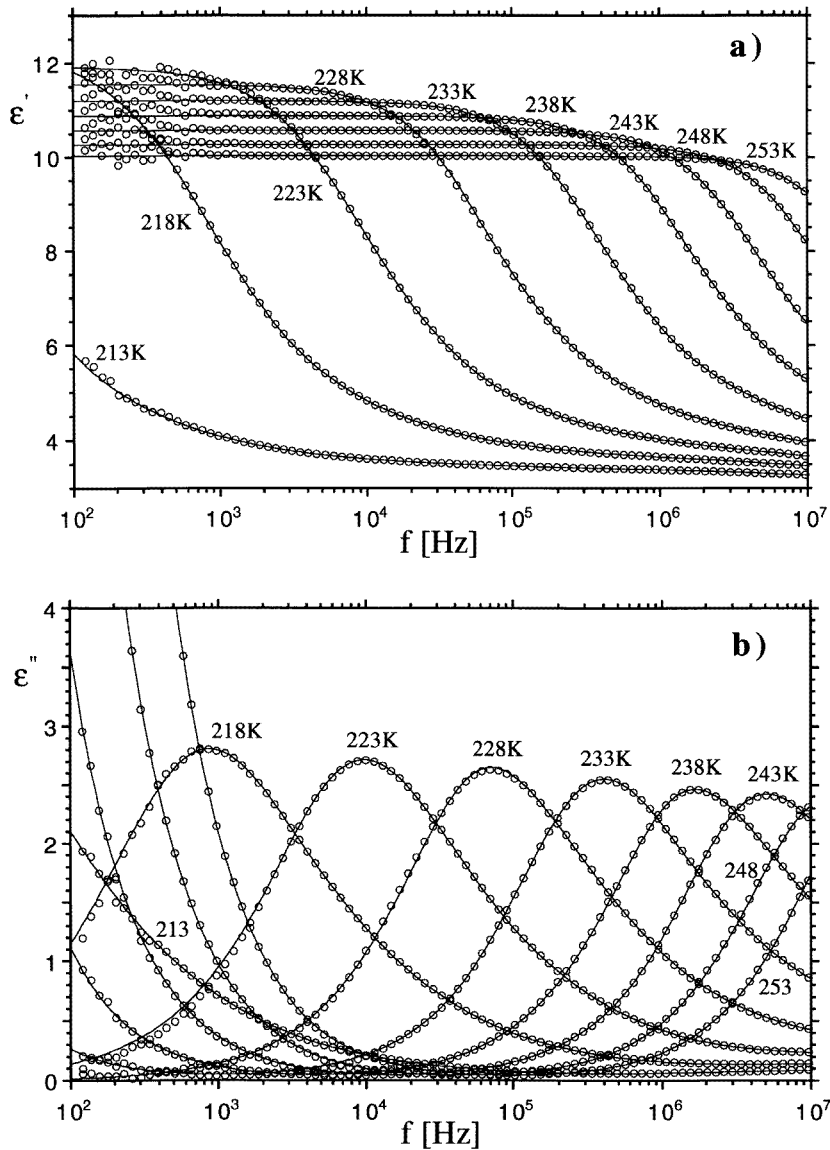 a)
ε'
12
10
8
6
4
228K
233K
238K
243K
248K
253K
218K
223K
213K
10² 10³ 10⁴ 10⁵ 10⁶ 10⁷
f [Hz]
b)
ε"
4
3
2
1
0
218K
223K
228K
233K
238K
243K
248
213
253
10² 10³ 10⁴ 10⁵ 10⁶ 10⁷
f [Hz]